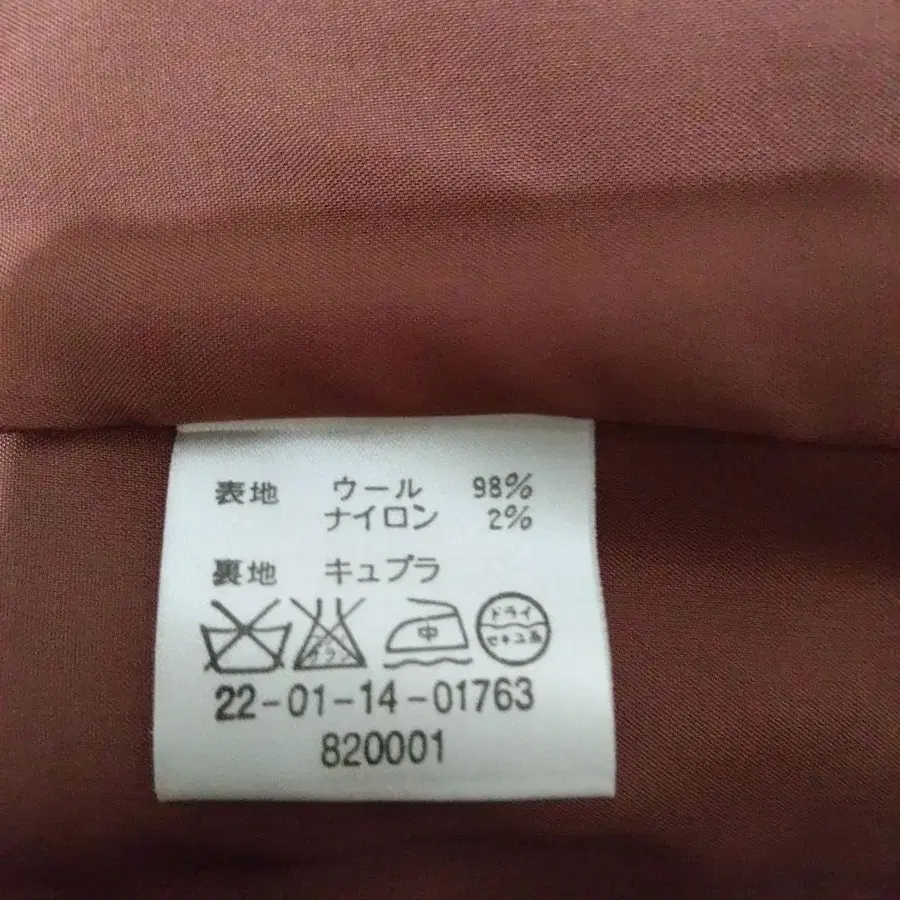 表地 ウール 98%
ナイロン 2%
裏地 キュプラ
中 ドライ
セキユ系
22-01-14-01763
820001